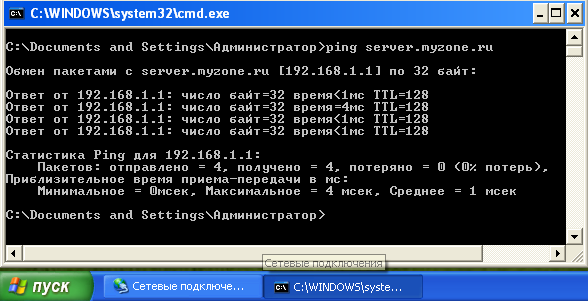 C:\WINDOWS\system32\cmd.exe
C:\Documents and Settings\Администратор>ping server.myzone.ru
Обмен пакетами с server.myzone.ru [192.168.1.1] по 32 байт:
Ответ от 192.168.1.1: число байт=32 время<1мс TTL=128
Ответ от 192.168.1.1: число байт=32 время=4мс TTL=128
Ответ от 192.168.1.1: число байт=32 время<1мс TTL=128
Ответ от 192.168.1.1: число байт=32 время<1мс TTL=128
Статистика Ping для 192.168.1.1:
Пакетов: отправлено = 4, получено = 4, потеряно = 0 (0% потерь),
Приблизительное время приема-передачи в мс:
Минимальное = 0мсек, Максимальное = 4 мсек, Среднее = 1 мсек
C:\Documents and Settings\Администратор>
Сетевые подключения
пуск
Сетевые подключе...
C:\WINDOWS\syste...